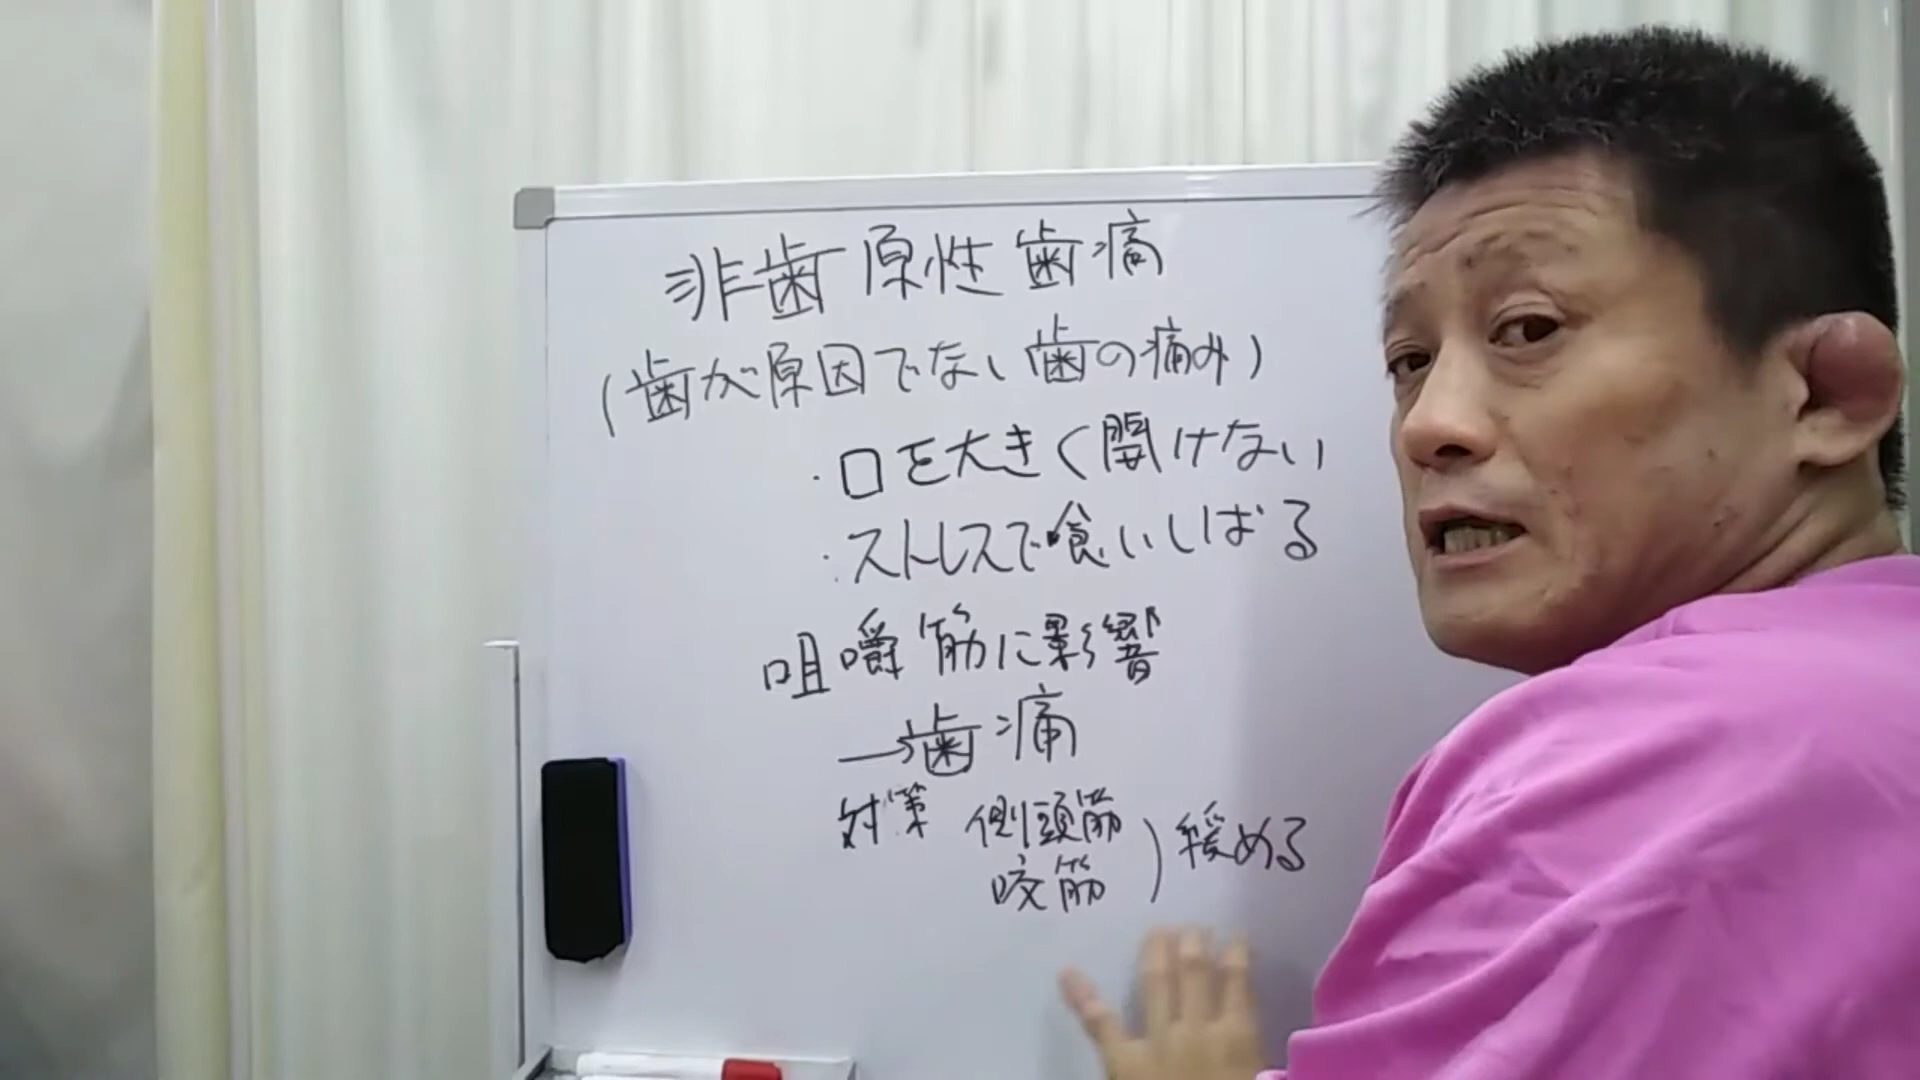 非歯原性歯痛
(歯が原因でない歯の痛み)
・口を大きく開けない
・ストレスで喰いしばる
咀嚼筋に影響
→歯痛
対策 側頭筋
咬筋 ) 緩める